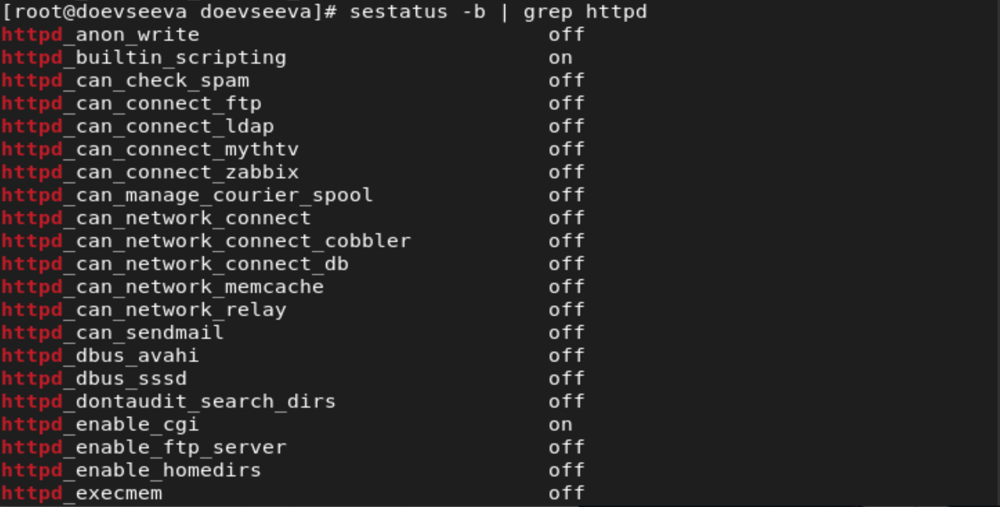 [root@doevseeva doevseeva]# sestatus -b | grep httpd
httpd_anon_write                            off
httpd_builtin_scripting                     on
httpd_can_check_spam                        off
httpd_can_connect_ftp                       off
httpd_can_connect_ldap                      off
httpd_can_connect_mythtv                    off
httpd_can_connect_zabbix                    off
httpd_can_manage_courier_spool              off
httpd_can_network_connect                   off
httpd_can_network_connect_cobbler           off
httpd_can_network_connect_db                off
httpd_can_network_memcache                  off
httpd_can_network_relay                     off
httpd_can_sendmail                          off
httpd_dbus_avahi                            off
httpd_dbus_sssd                             off
httpd_dontaudit_search_dirs                 off
httpd_enable_cgi                            on
httpd_enable_ftp_server                     off
httpd_enable_homedirs                       off
httpd_execmem                               off